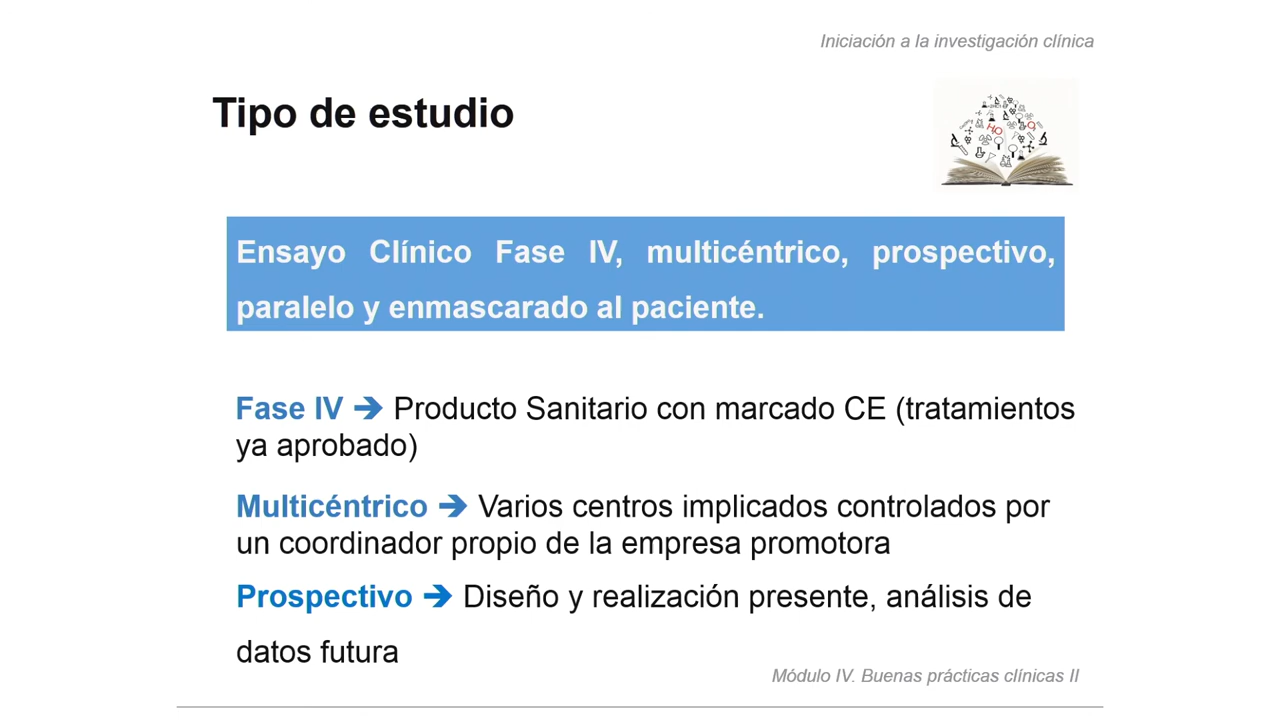 Iniciación a la investigación clínica
Tipo de estudio
H₂O
Ensayo Clínico Fase IV, multicéntrico, prospectivo,
paralelo y enmascarado al paciente.
Fase IV ➔ Producto Sanitario con marcado CE (tratamientos
ya aprobado)
Multicéntrico ➔ Varios centros implicados controlados por
un coordinador propio de la empresa promotora
Prospectivo ➔ Diseño y realización presente, análisis de
datos futura
Módulo IV. Buenas prácticas clínicas II